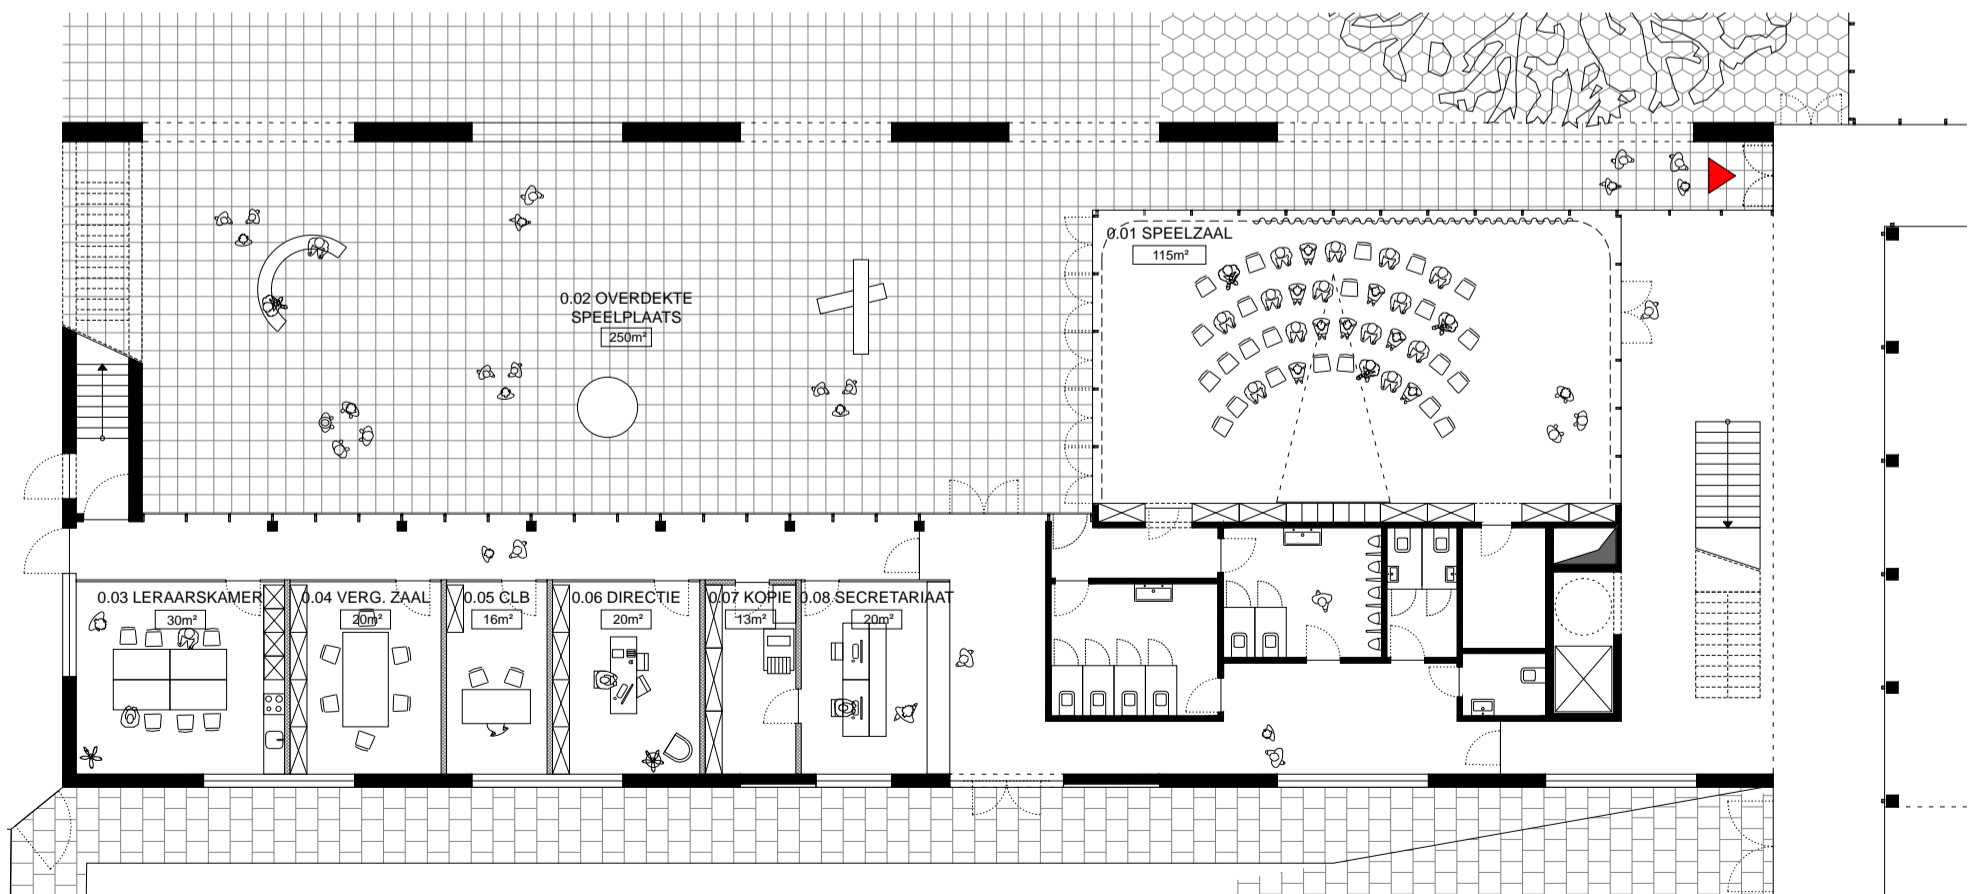 0.01 SPEELZAAL
115m²
0.02 OVERDEKTE
SPEELPLAATS
250m²
0.03 LERAARSKAMER
30m²
0.04 VERG. ZAAL
20m²
0.05 CLB
16m²
0.06 DIRECTIE
20m²
0.07 KOPIE
13m²
0.08 SECRETARIAAT
20m²